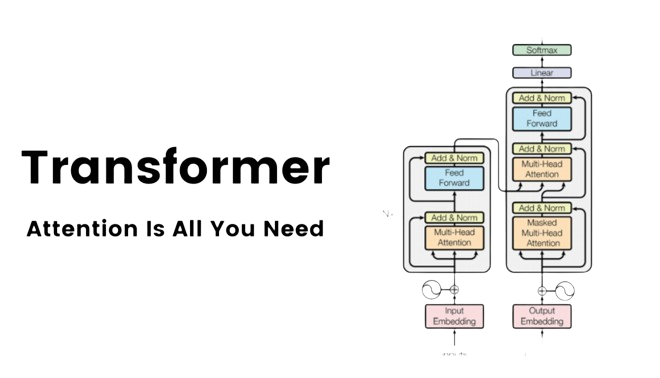 Transformer
Attention Is All You Need
Softmax
Linear
Add & Norm
Feed
Forward
Add & Norm
Multi-Head
Attention
Add & Norm
Masked
Multi-Head
Attention
Output
Embedding
Add & Norm
Feed
Forward
Add & Norm
Multi-Head
Attention
Input
Embedding